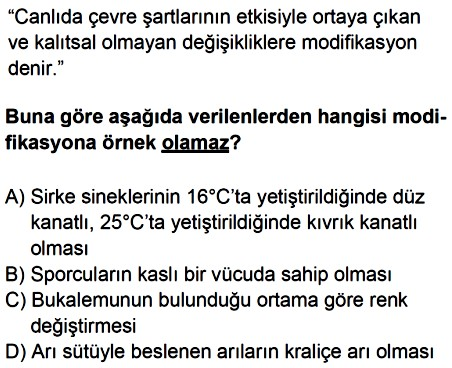 “Canlıda çevre şartlarının etkisiyle ortaya çıkan
ve kalıtsal olmayan değişikliklere modifikasyon
denir.”
Buna göre aşağıda verilenlerden hangisi modi-
fikasyona örnek olamaz?
A) Sirke sineklerinin 16°C’ta yetiştirildiğinde düz
kanatlı, 25°C’ta yetiştirildiğinde kıvrık kanatlı
olması
B) Sporcuların kaslı bir vücuda sahip olması
C) Bukalemunun bulunduğu ortama göre renk
değiştirmesi
D) Arı sütüyle beslenen arıların kraliçe arı olması